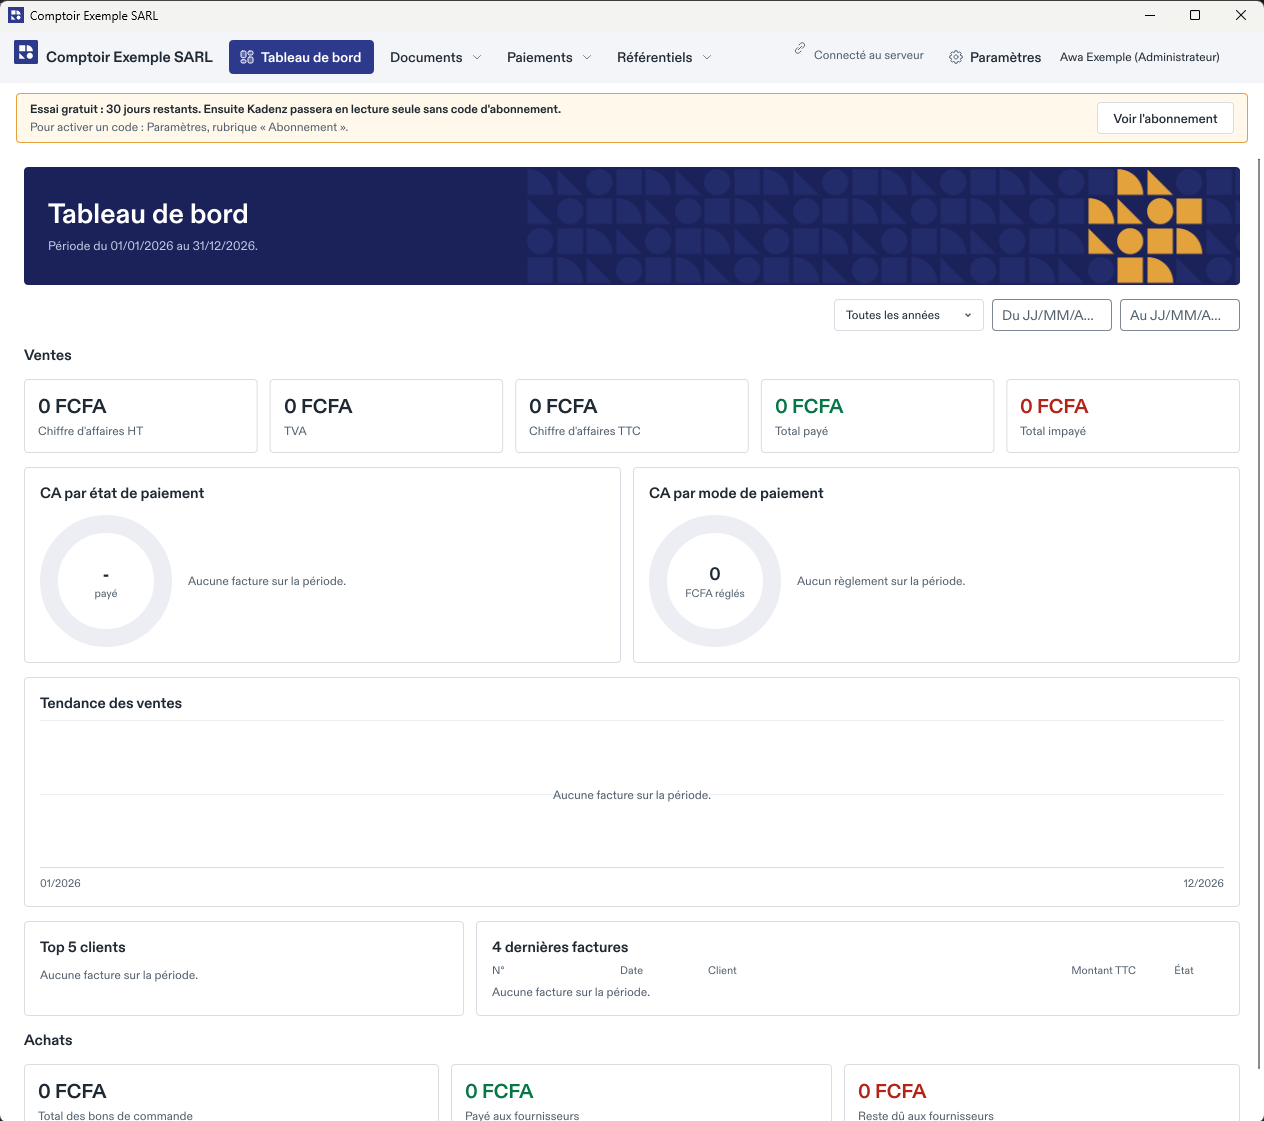 Comptoir Exemple SARL
Comptoir Exemple SARL
Tableau de bord
Documents
Paiements
Référentiels
Connecté au serveur
Paramètres
Awa Exemple (Administrateur)
Essai gratuit : 30 jours restants. Ensuite Kadenz passera en lecture seule sans code d'abonnement.
Pour activer un code : Paramètres, rubrique « Abonnement ».
Voir l'abonnement
Tableau de bord
Période du 01/01/2026 au 31/12/2026.
Toutes les années
Du JJ/MM/A...
Au JJ/MM/A...
Ventes
0 FCFA
Chiffre d'affaires HT
0 FCFA
TVA
0 FCFA
Chiffre d'affaires TTC
0 FCFA
Total payé
0 FCFA
Total impayé
CA par état de paiement
-
payé
Aucune facture sur la période.
CA par mode de paiement
0
FCFA réglés
Aucun règlement sur la période.
Tendance des ventes
Aucune facture sur la période.
01/2026
12/2026
Top 5 clients
Aucune facture sur la période.
4 dernières factures
N° Date Client Montant TTC État
Aucune facture sur la période.
Achats
0 FCFA
Total des bons de commande
0 FCFA
Payé aux fournisseurs
0 FCFA
Reste dû aux fournisseurs